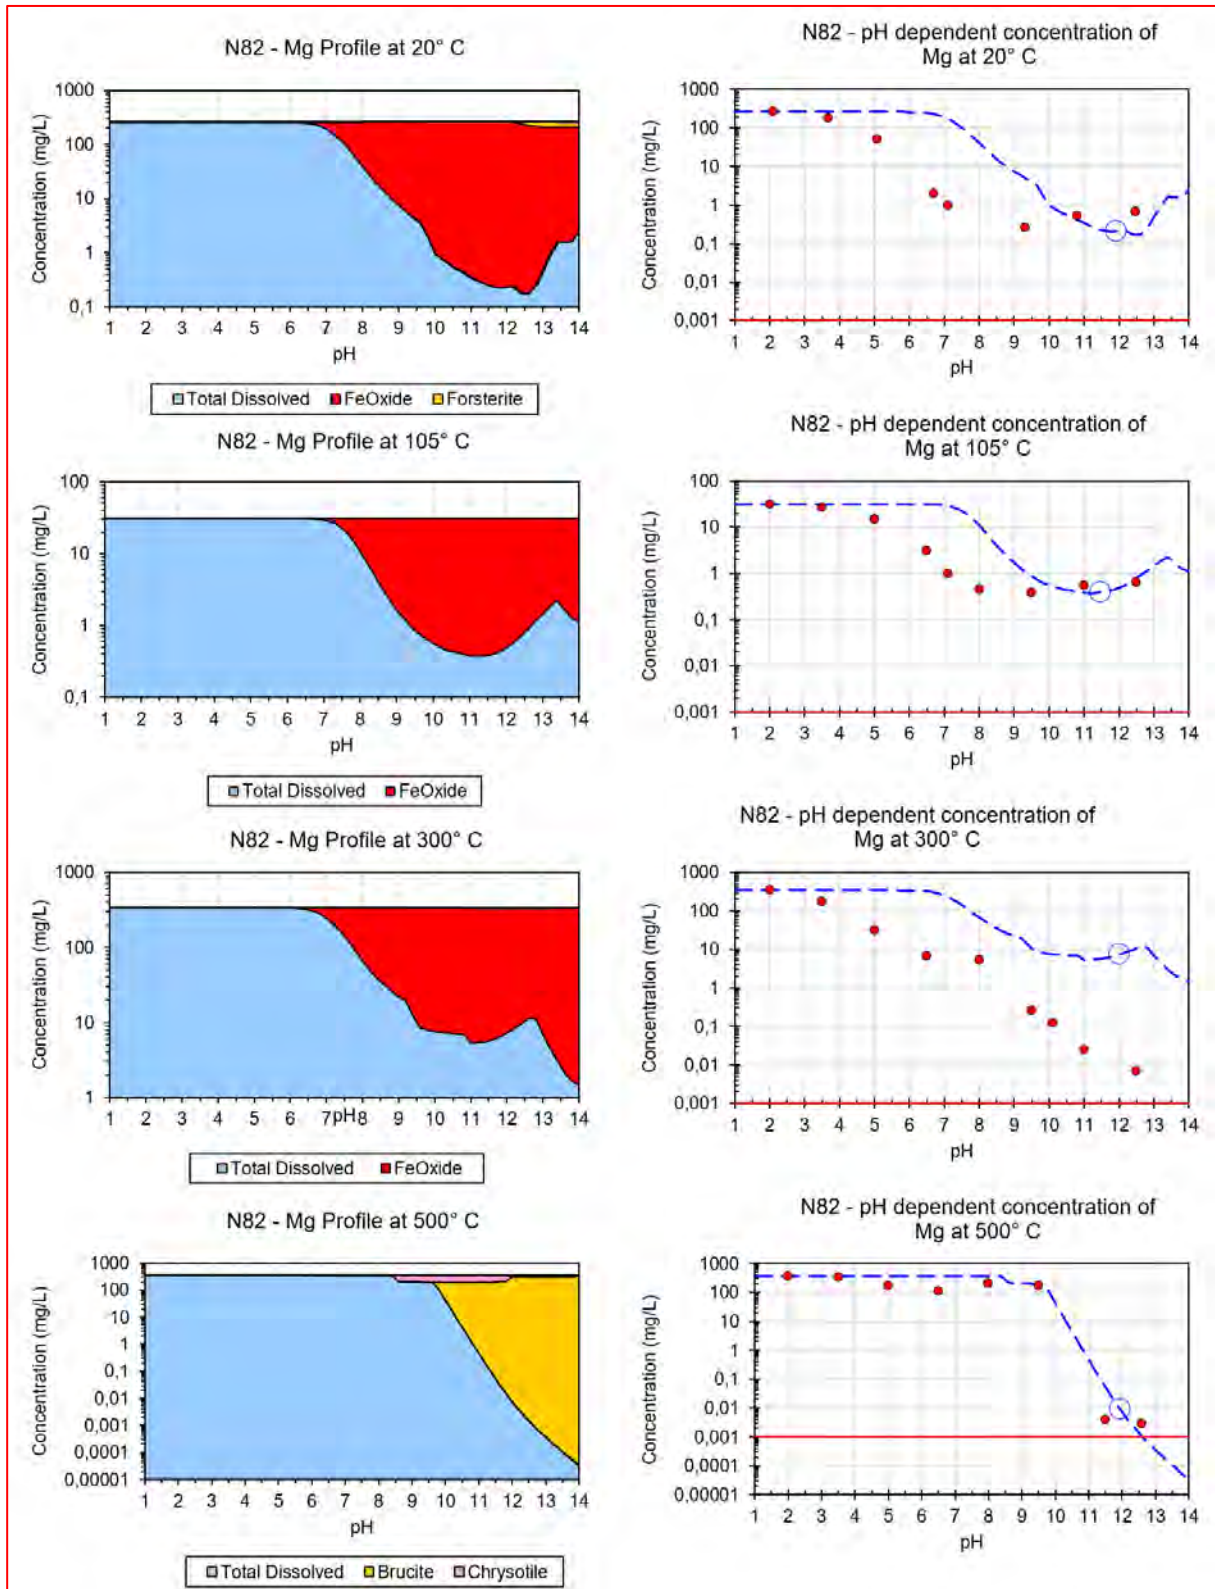 N82 - Mg Profile at 20° C
Concentration (mg/L)
1000
100
10
1
0,1
1 2 3 4 5 6 7 8 9 10 11 12 13 14
pH
Total Dissolved FeOxide Forsterite
N82 - pH dependent concentration of
Mg at 20° C
Concentration (mg/L)
1000
100
10
1
0,1
0,01
0,001
1 2 3 4 5 6 7 8 9 10 11 12 13 14
pH
N82 - Mg Profile at 105° C
Concentration (mg/L)
100
10
1
0,1
1 2 3 4 5 6 7 8 9 10 11 12 13 14
pH
Total Dissolved FeOxide
N82 - pH dependent concentration of
Mg at 105° C
Concentration (mg/L)
100
10
1
0,1
0,01
0,001
1 2 3 4 5 6 7 8 9 10 11 12 13 14
pH
N82 - Mg Profile at 300° C
Concentration (mg/L)
1000
100
10
1
1 2 3 4 5 6 7 8 9 10 11 12 13 14
pH
Total Dissolved FeOxide
N82 - pH dependent concentration of
Mg at 300° C
Concentration (mg/L)
1000
100
10
1
0,1
0,01
0,001
1 2 3 4 5 6 7 8 9 10 11 12 13 14
pH
N82 - Mg Profile at 500° C
Concentration (mg/L)
1000
100
10
1
0,1
0,01
0,001
0,0001
0,00001
1 2 3 4 5 6 7 8 9 10 11 12 13 14
pH
Total Dissolved Brucite Chrysotile
N82 - pH dependent concentration of
Mg at 500° C
Concentration (mg/L)
1000
100
10
1
0,1
0,01
0,001
0,0001
0,00001
1 2 3 4 5 6 7 8 9 10 11 12 13 14
pH